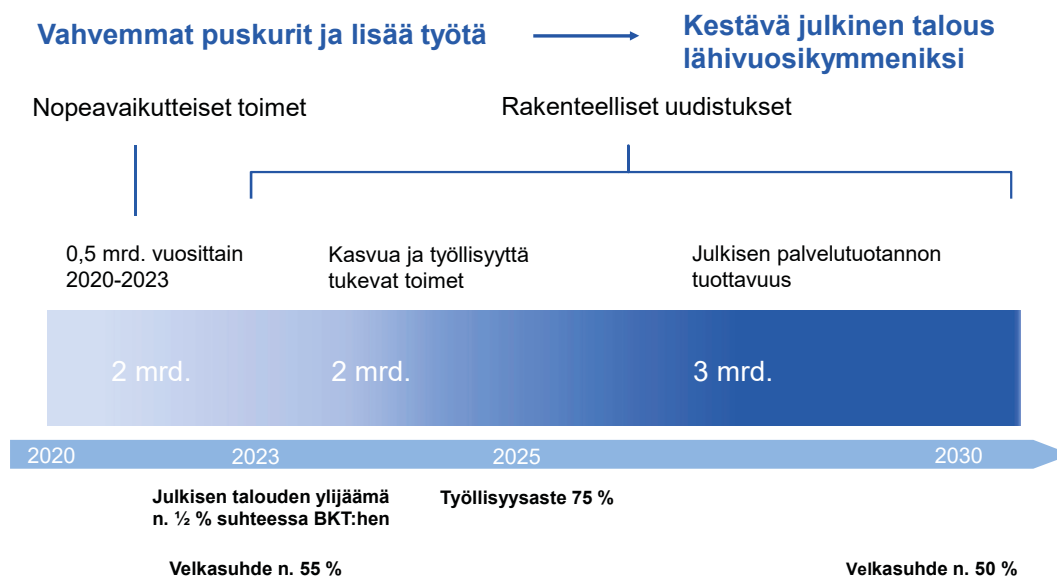 Vahvemmat puskurit ja lisää työtä
Kestävä julkinen talous
lähivuosikymmeniksi
Nopeavaikutteiset toimet
Rakenteelliset uudistukset
0,5 mrd. vuosittain
2020-2023
Kasvua ja työllisyyttä
tukevat toimet
Julkisen palvelutuotannon
tuottavuus
2 mrd.
2 mrd.
3 mrd.
2020
2023
2025
2030
Julkisen talouden ylijäämä
n. ½ % suhteessa BKT:hen
Työllisyysaste 75 %
Velkasuhde n. 55 %
Velkasuhde n. 50 %